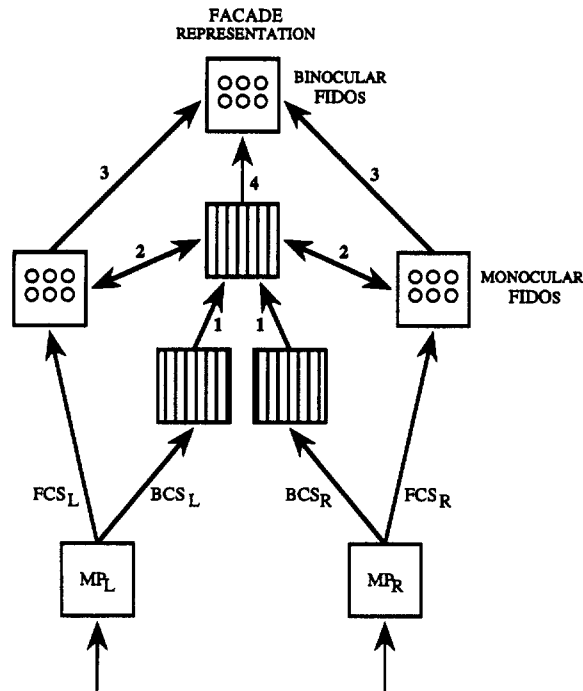 FACADE
REPRESENTATION
BINOCULAR
FIDOS
3
3
4
2
2
MONOCULAR
FIDOS
1
1
FCS L
BCS L
BCS R
FCS R
MP L
MP R